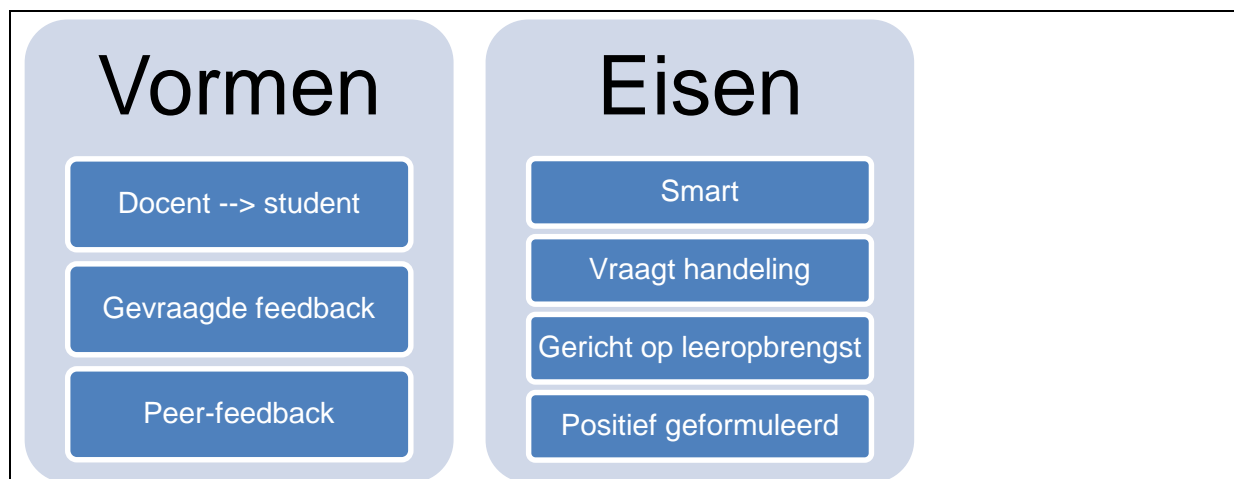 Vormen
Docent --> student
Gevraagde feedback
Peer-feedback
Eisen
Smart
Vraagt handeling
Gericht op leeropbrengst
Positief geformuleerd